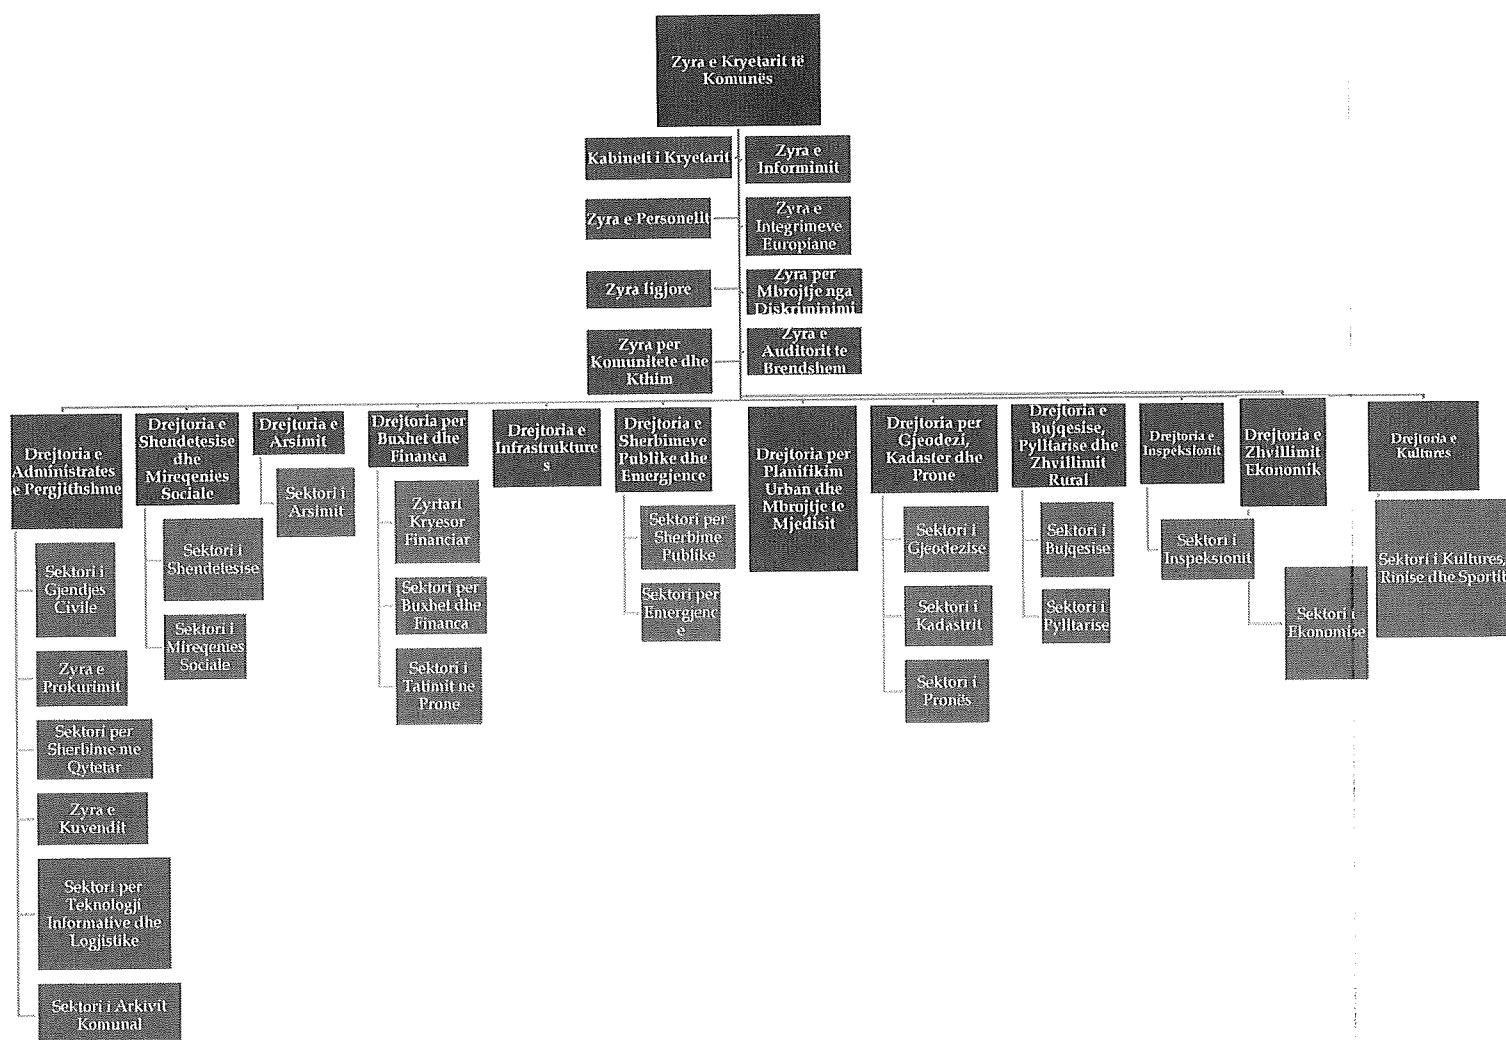 Zyra e Kryetarit të
Komunës
Kabineti i Kryetarit
Zyra e
Informimit
Zyra e Personelit
Zyra e
Integrimeve
Europiane
Zyra ligjore
Zyra per
Mbrojtje nga
Diskriminimi
Zyra per
Komunitete dhe
Kthim
Zyra e
Auditorit te
Brendshem
Drejtoria e
Administrates
e Pergjithshme
Sektori i
Gjendjes
Civile
Zyra e
Prokurimit
Sektori per
Sherbime me
Qytetar
Zyra e
Kuvendit
Sektori per
Teknologji
Informative dhe
Logjistike
Sektori i Arkivit
Komunal
Drejtoria e
Shendetesise
dhe
Mireqenies
Sociale
Sektori i
Shendetesise
Sektori i
Mireqenies
Sociale
Drejtoria e
Arsimit
Sektori i
Arsimit
Drejtoria
per Buxhet dhe
Financa
Zyrtari
Kryesor
Financiar
Sektori per
Buxhet dhe
Financa
Sektori i
Tatimit ne
Prone
Drejtoria e
Infrastrukture
s
Drejtoria e
Sherbimeve
Publike dhe
Emergjence
Sektori per
Sherbime
Publike
Sektori per
Emergjenc
e
Drejtoria per
Planifikim
Urban dhe
Mbrojtje te
Mjedisit
Drejtoria per
Gjeodezi,
Kadaster dhe
Prone
Sektori i
Gjeodezise
Sektori i
Kadastrit
Sektori i
Pronës
Drejtoria e
Bujqesise,
Pylltarise dhe
Zhvillimit
Rural
Sektori i
Bujqesise
Sektori i
Pylltarise
Drejtoria e
Inspeksionit
Sektori i
Inspeksionit
Drejtoria e
Zhvillimit
Ekonomik
Sektori i
Ekonomise
Drejtoria e
Kultures
Sektori i Kultures,
Rinise dhe Sportit